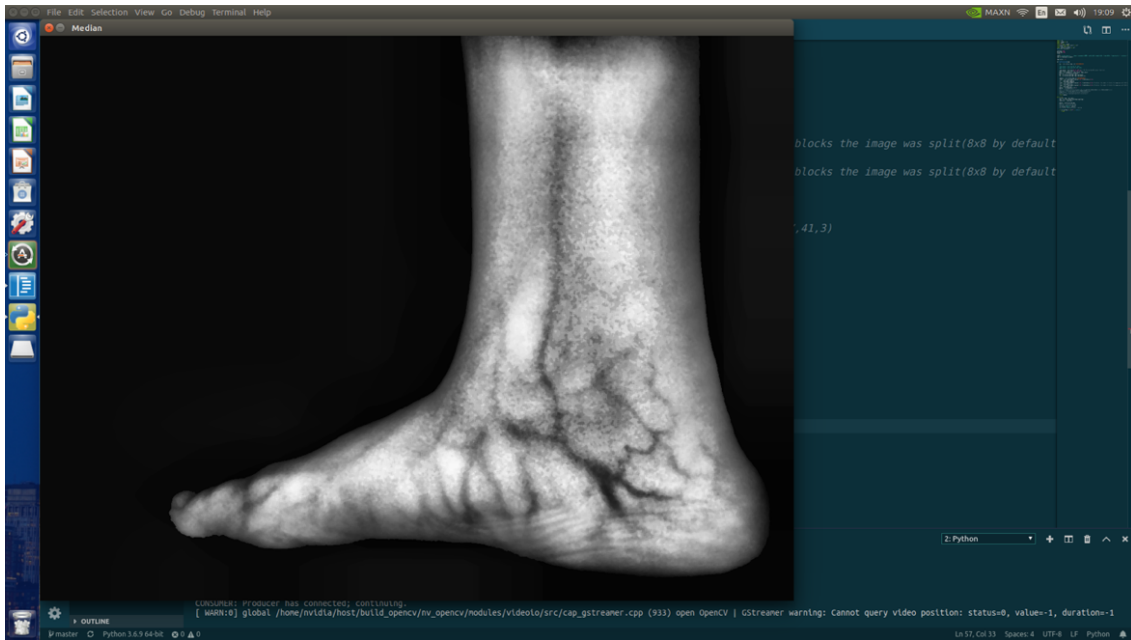 File Edit Selection View Go Debug Terminal Help
MAXN En 19:09
Median
blocks the image was split(8x8 by default
blocks the image was split(8x8 by default
,41,3)
2: Python
CONSUMER: Producer has connected; continuing.
[ WARN:0] global /home/nvidia/host/build_opencv/nv_opencv/modules/videoio/src/cap_gstreamer.cpp (933) open OpenCV | GStreamer warning: Cannot query video position: status=0, value=-1, duration=-1
OUTLINE
master Python 3.6.9 64-bit 0 0 Ln 57, Col 33 Spaces: 4 UTF-8 LF Python